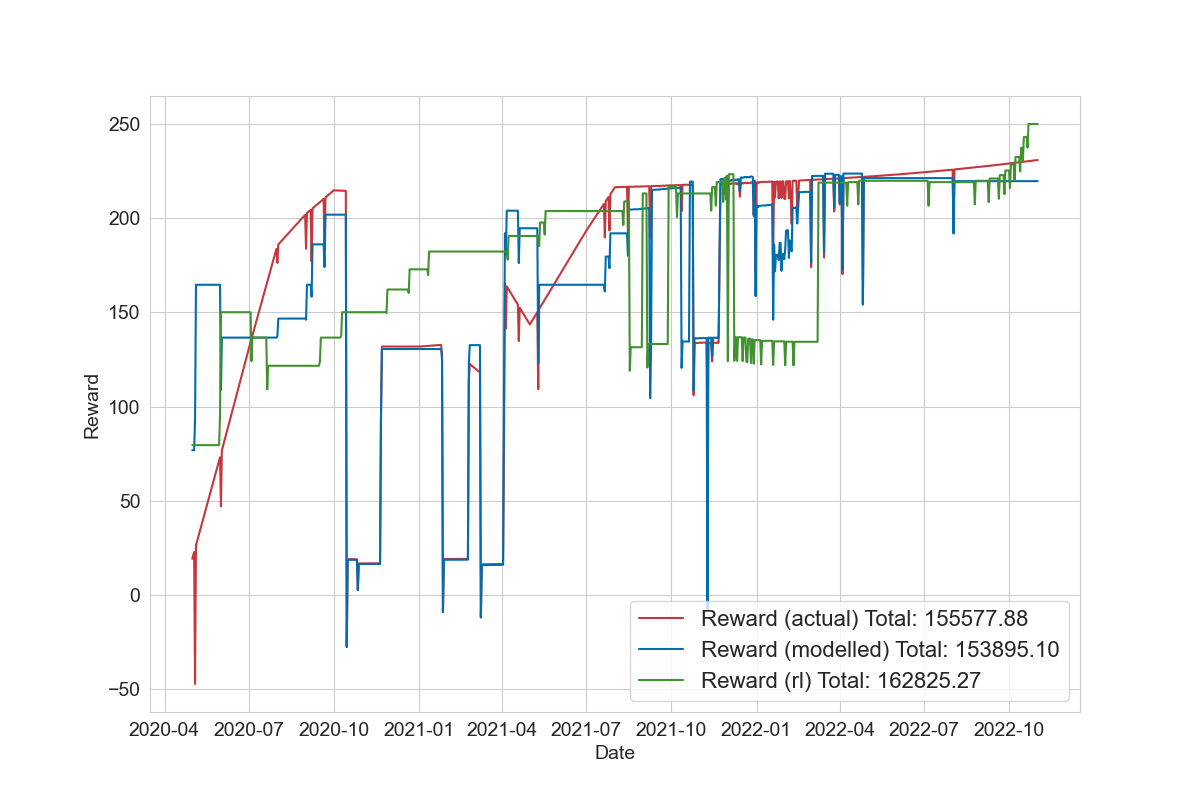 250
200
150
100
50
0
−50
Reward
Reward (actual) Total: 155577.88
Reward (modelled) Total: 153895.10
Reward (rl) Total: 162825.27
2020-04 2020-07 2020-10 2021-01 2021-04 2021-07 2021-10 2022-01 2022-04 2022-07 2022-10
Date